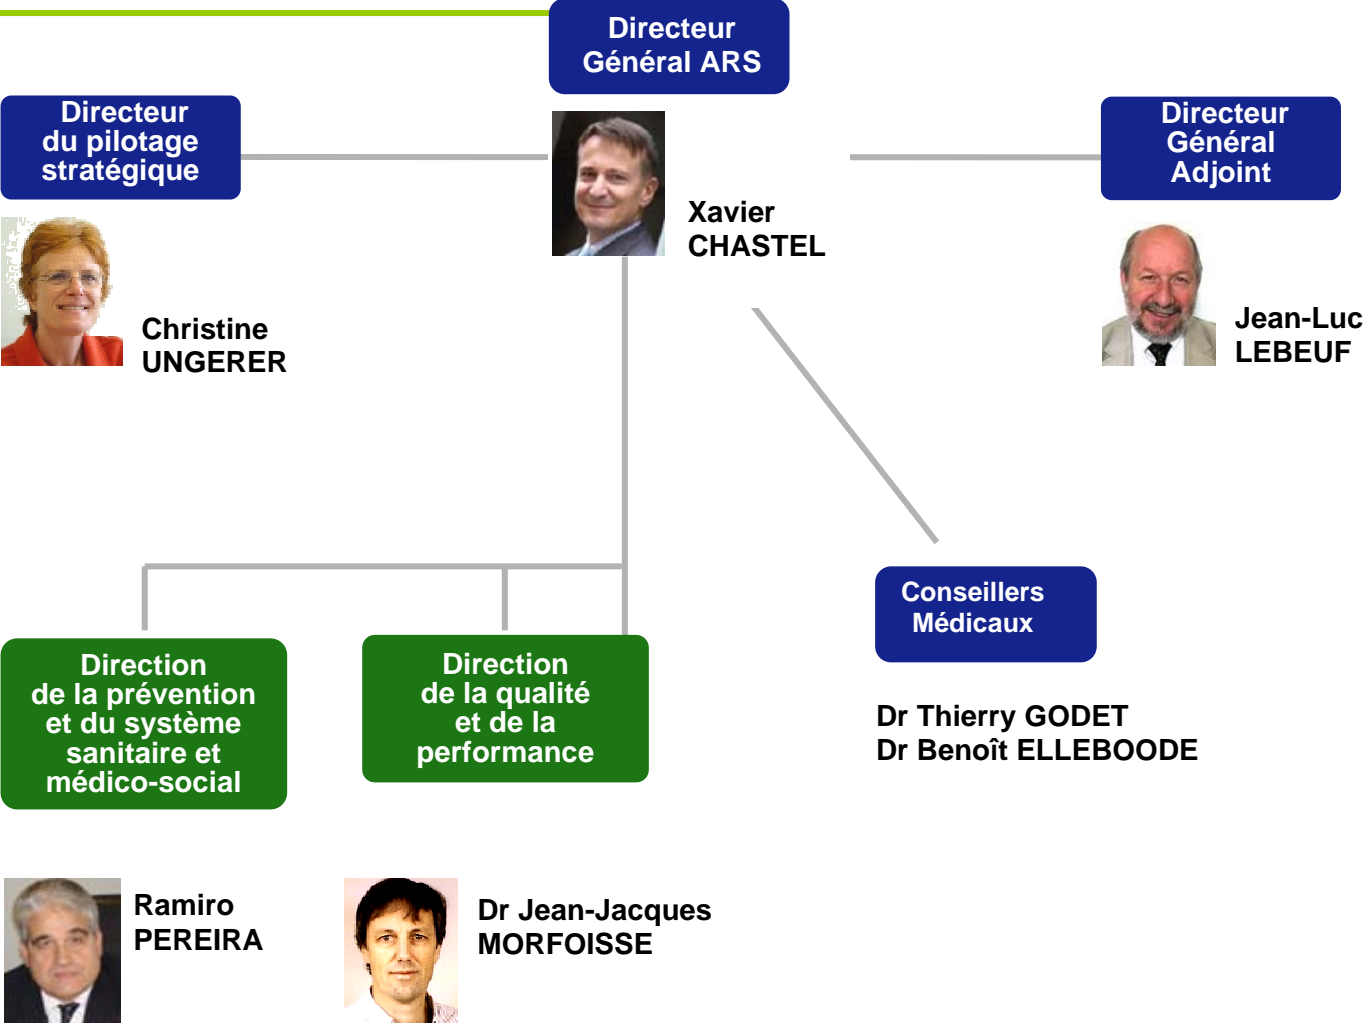 Directeur
Général ARS
Directeur
du pilotage
stratégique
Directeur
Général
Adjoint
Xavier
CHASTEL
Christine
UNGERER
Jean-Luc
LEBEUF
Conseillers
Médicaux
Direction
de la prévention
et du système
sanitaire et
médico-social
Direction
de la qualité
et de la
performance
Dr Thierry GODET
Dr Benoît ELLEBOODE
Ramiro
PEREIRA
Dr Jean-Jacques
MORFOISSE